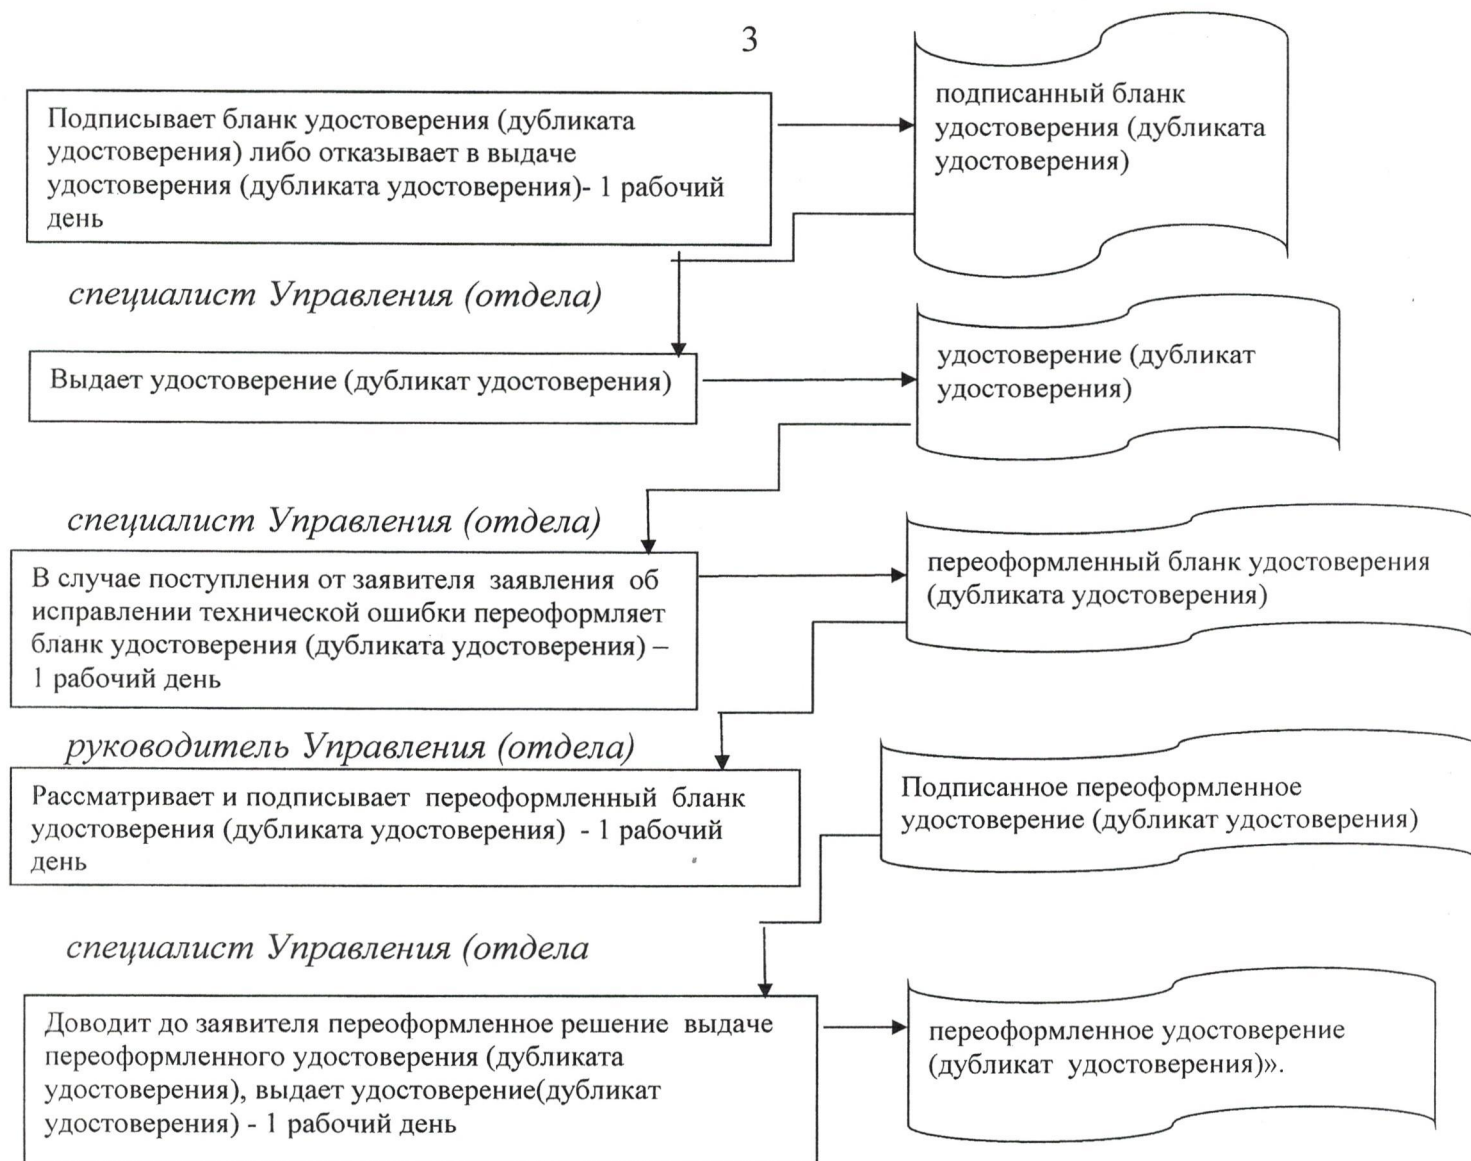 3
Подписывает бланк удостоверения (дубликата
удостоверения) либо отказывает в выдаче
удостоверения (дубликата удостоверения)- 1 рабочий
день
подписанный бланк
удостоверения (дубликата
удостоверения)
специалист Управления (отдела)
Выдает удостоверение (дубликат удостоверения)
удостоверение (дубликат
удостоверения)
специалист Управления (отдела)
В случае поступления от заявителя заявления об
исправлении технической ошибки переоформляет
бланк удостоверения (дубликата удостоверения) –
1 рабочий день
переоформленный бланк удостоверения
(дубликата удостоверения)
руководитель Управления (отдела)
Рассматривает и подписывает переоформленный бланк
удостоверения (дубликата удостоверения) - 1 рабочий
день
Подписанное переоформленное
удостоверение (дубликат удостоверения)
специалист Управления (отдела
Доводит до заявителя переоформленное решение выдаче
переоформленного удостоверения (дубликата
удостоверения), выдает удостоверение(дубликат
удостоверения) - 1 рабочий день
переоформленное удостоверение
(дубликат удостоверения)».